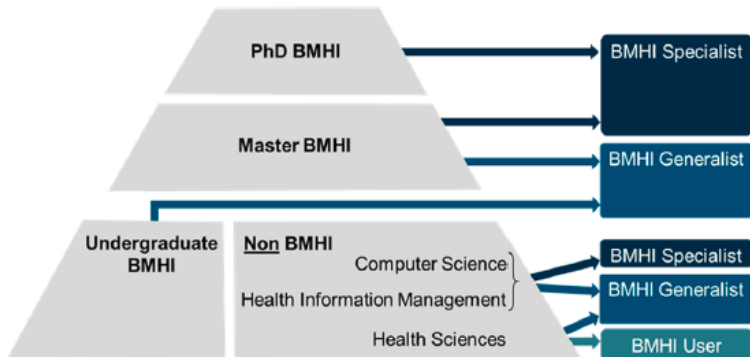 PhD BMHI
BMHI Specialist
Master BMHI
BMHI Generalist
Undergraduate
BMHI
Non BMHI
Computer Science
Health Information Management
Health Sciences
BMHI Specialist
BMHI Generalist
BMHI User